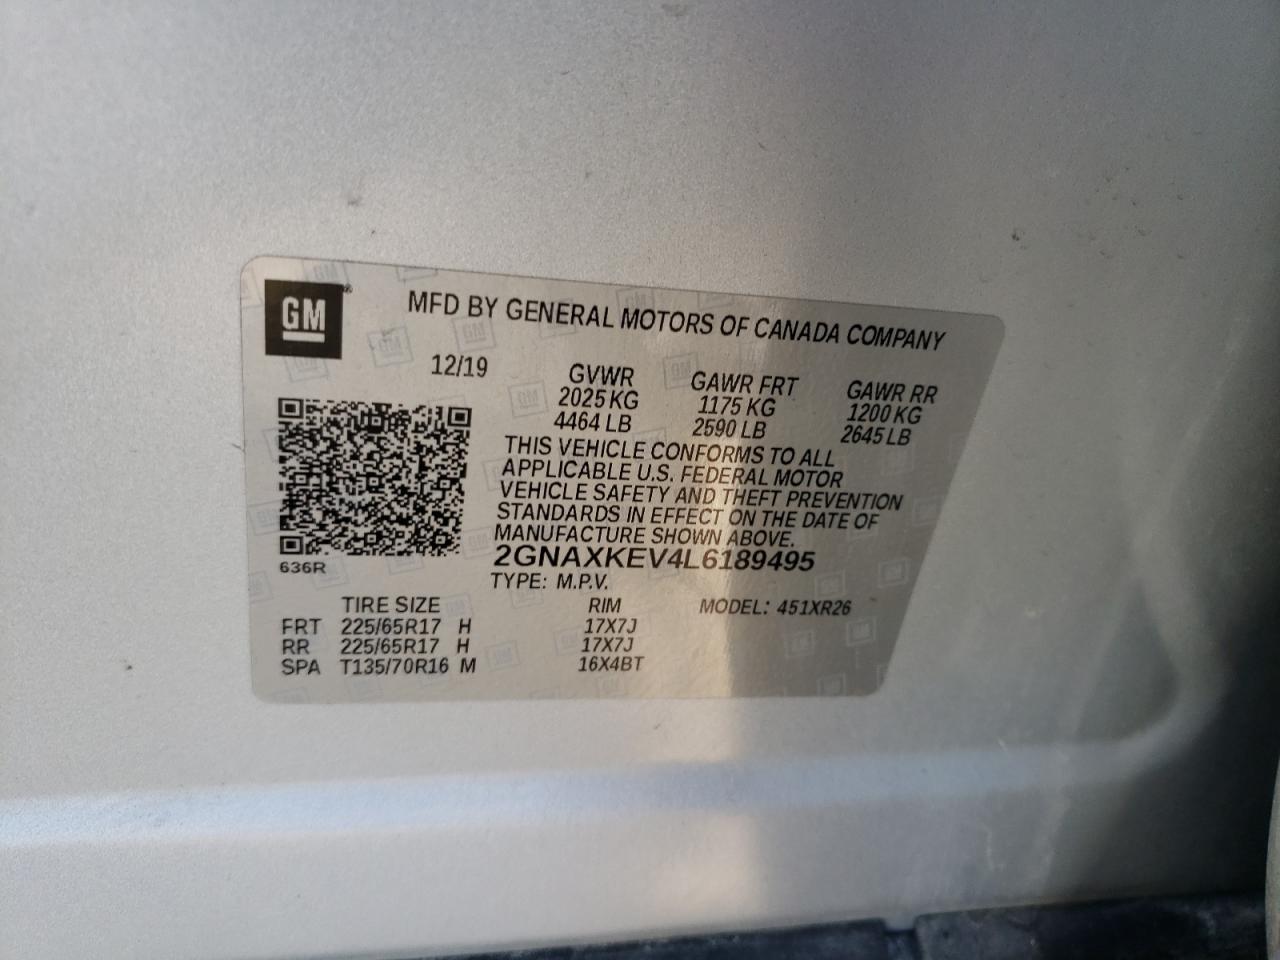 GM
MFD BY GENERAL MOTORS OF CANADA COMPANY
12/19
GVWR GAWR FRT GAWR RR
2025 KG 1175 KG 1200 KG
4464 LB 2590 LB 2645 LB
THIS VEHICLE CONFORMS TO ALL
APPLICABLE U.S. FEDERAL MOTOR
VEHICLE SAFETY AND THEFT PREVENTION
STANDARDS IN EFFECT ON THE DATE OF
MANUFACTURE SHOWN ABOVE.
2GNAXKEV4L6189495
636R
TYPE: M.P.V.
TIRE SIZE RIM MODEL: 451XR26
FRT 225/65R17 H 17X7J
RR 225/65R17 H 17X7J
SPA T135/70R16 M 16X4BT